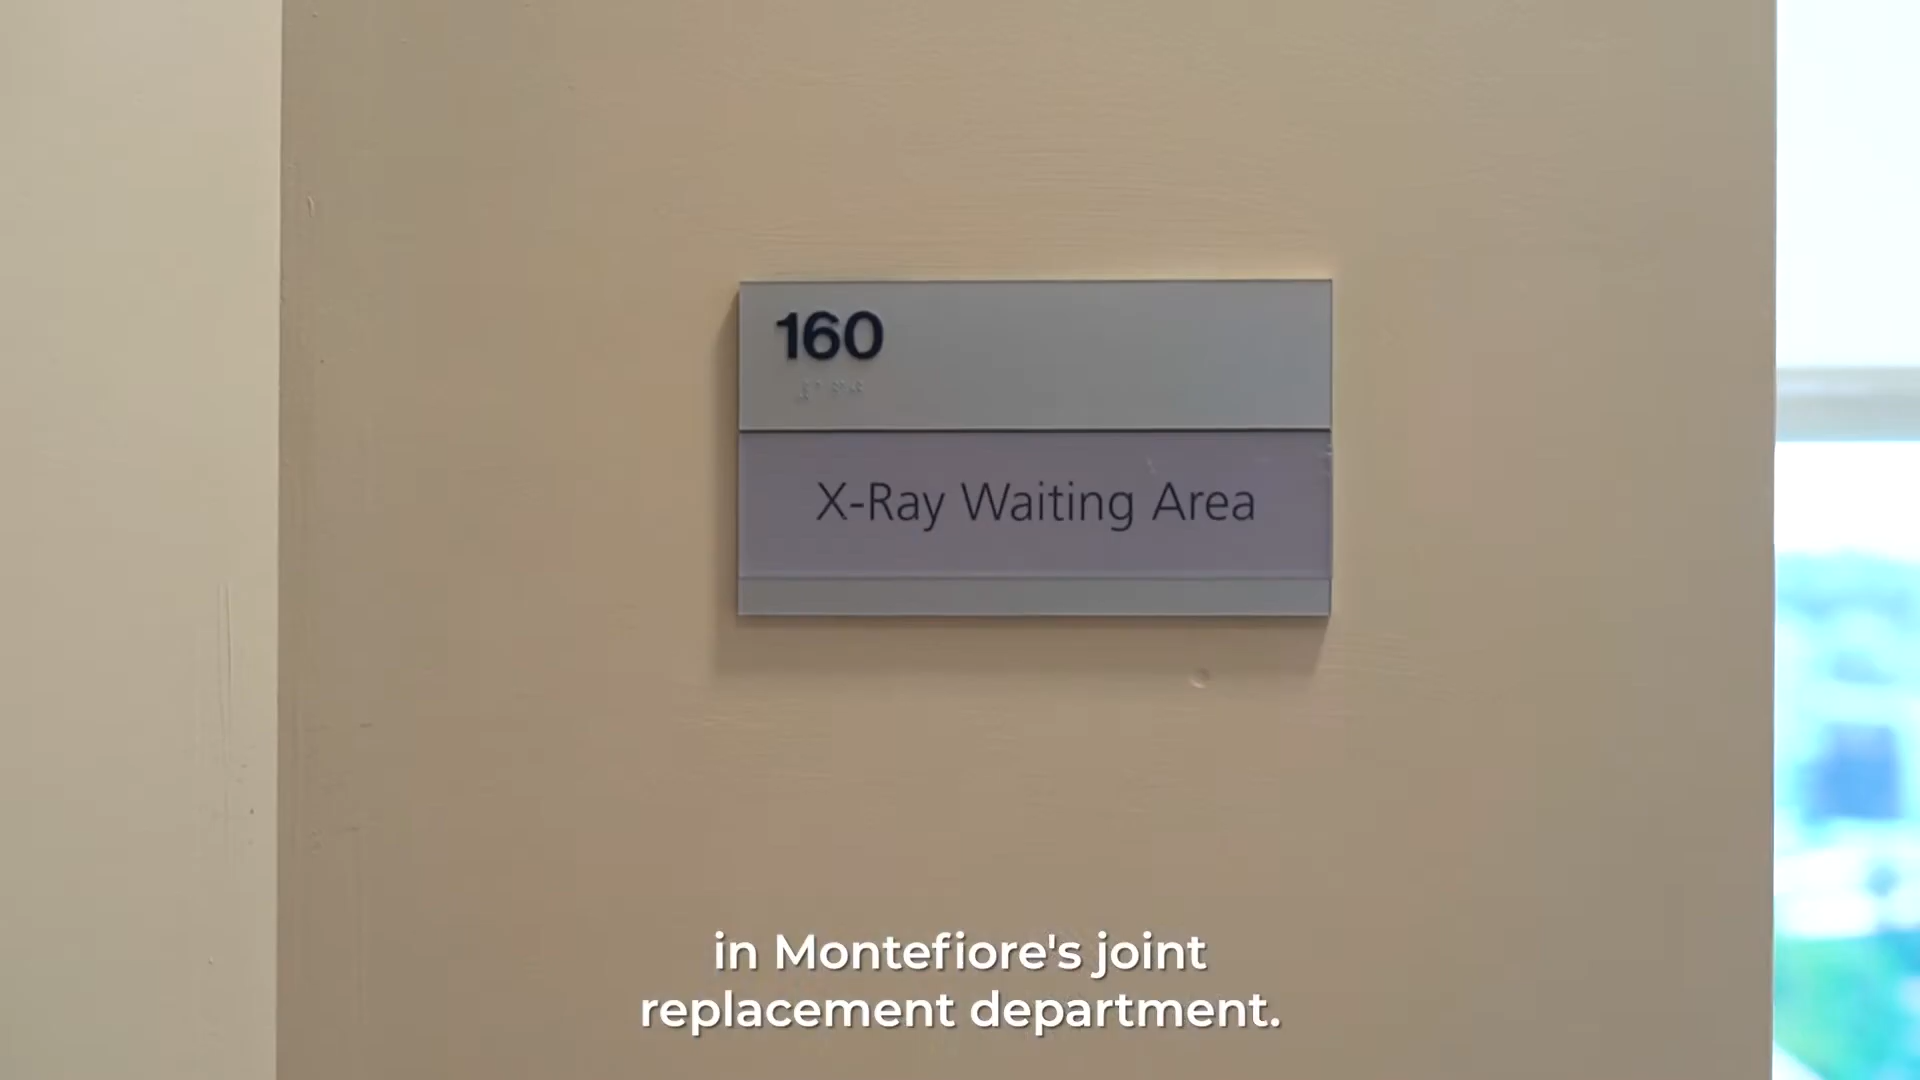 160
X-Ray Waiting Area
in Montefiore's joint
replacement department.